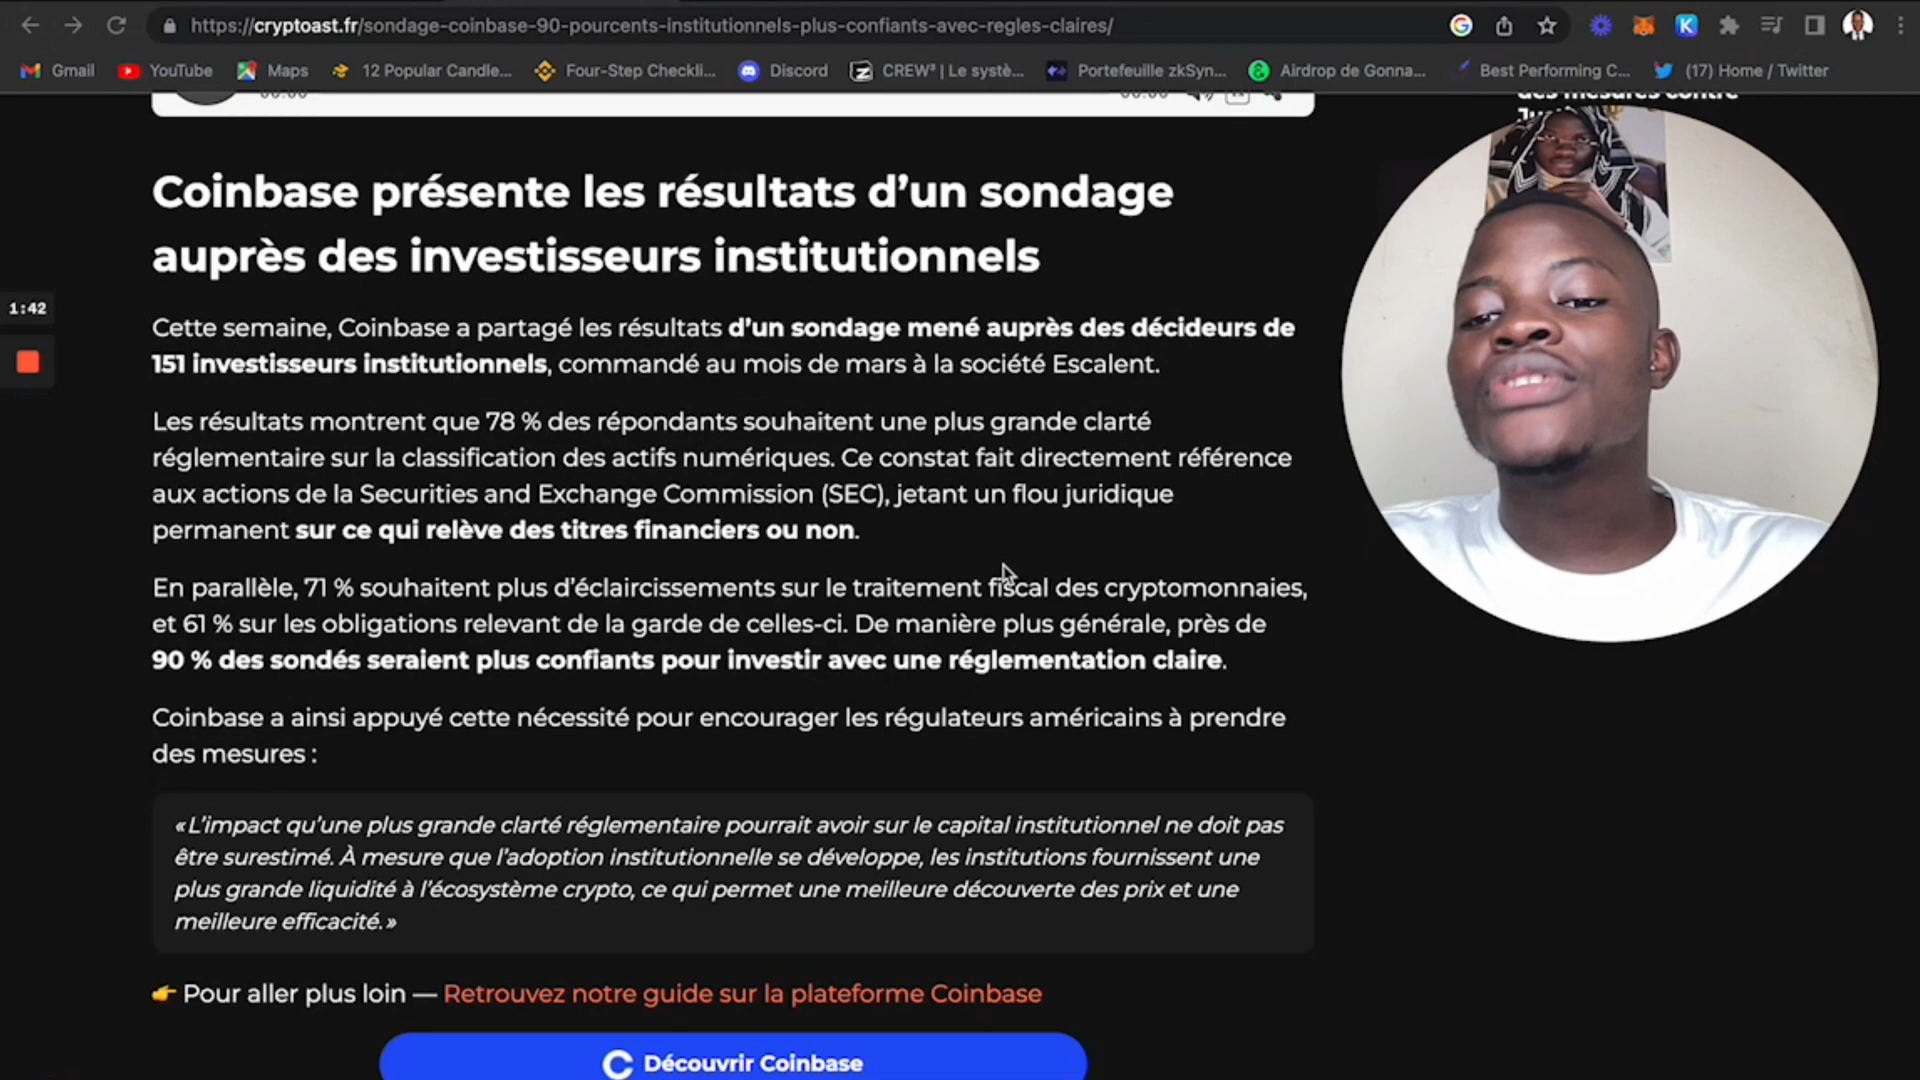 https://cryptoast.fr/sondage-coinbase-90-pourcents-institutionnels-plus-confiants-avec-regles-claires/
Gmail YouTube Maps 12 Popular Candle... Four-Step Checkli... Discord CREW³ | Le systè... Portefeuille zkSyn... Airdrop de Gonna... Best Performing C... (17) Home / Twitter
00:00 00:00
des mesures contre
Coinbase présente les résultats d’un sondage
auprès des investisseurs institutionnels
1:42
Cette semaine, Coinbase a partagé les résultats d’un sondage mené auprès des décideurs de
151 investisseurs institutionnels, commandé au mois de mars à la société Escalent.
Les résultats montrent que 78 % des répondants souhaitent une plus grande clarté
réglementaire sur la classification des actifs numériques. Ce constat fait directement référence
aux actions de la Securities and Exchange Commission (SEC), jetant un flou juridique
permanent sur ce qui relève des titres financiers ou non.
En parallèle, 71 % souhaitent plus d’éclaircissements sur le traitement fiscal des cryptomonnaies,
et 61 % sur les obligations relevant de la garde de celles-ci. De manière plus générale, près de
90 % des sondés seraient plus confiants pour investir avec une réglementation claire.
Coinbase a ainsi appuyé cette nécessité pour encourager les régulateurs américains à prendre
des mesures :
« L’impact qu’une plus grande clarté réglementaire pourrait avoir sur le capital institutionnel ne doit pas
être surestimé. À mesure que l’adoption institutionnelle se développe, les institutions fournissent une
plus grande liquidité à l’écosystème crypto, ce qui permet une meilleure découverte des prix et une
meilleure efficacité. »
👉 Pour aller plus loin — Retrouvez notre guide sur la plateforme Coinbase
Découvrir Coinbase